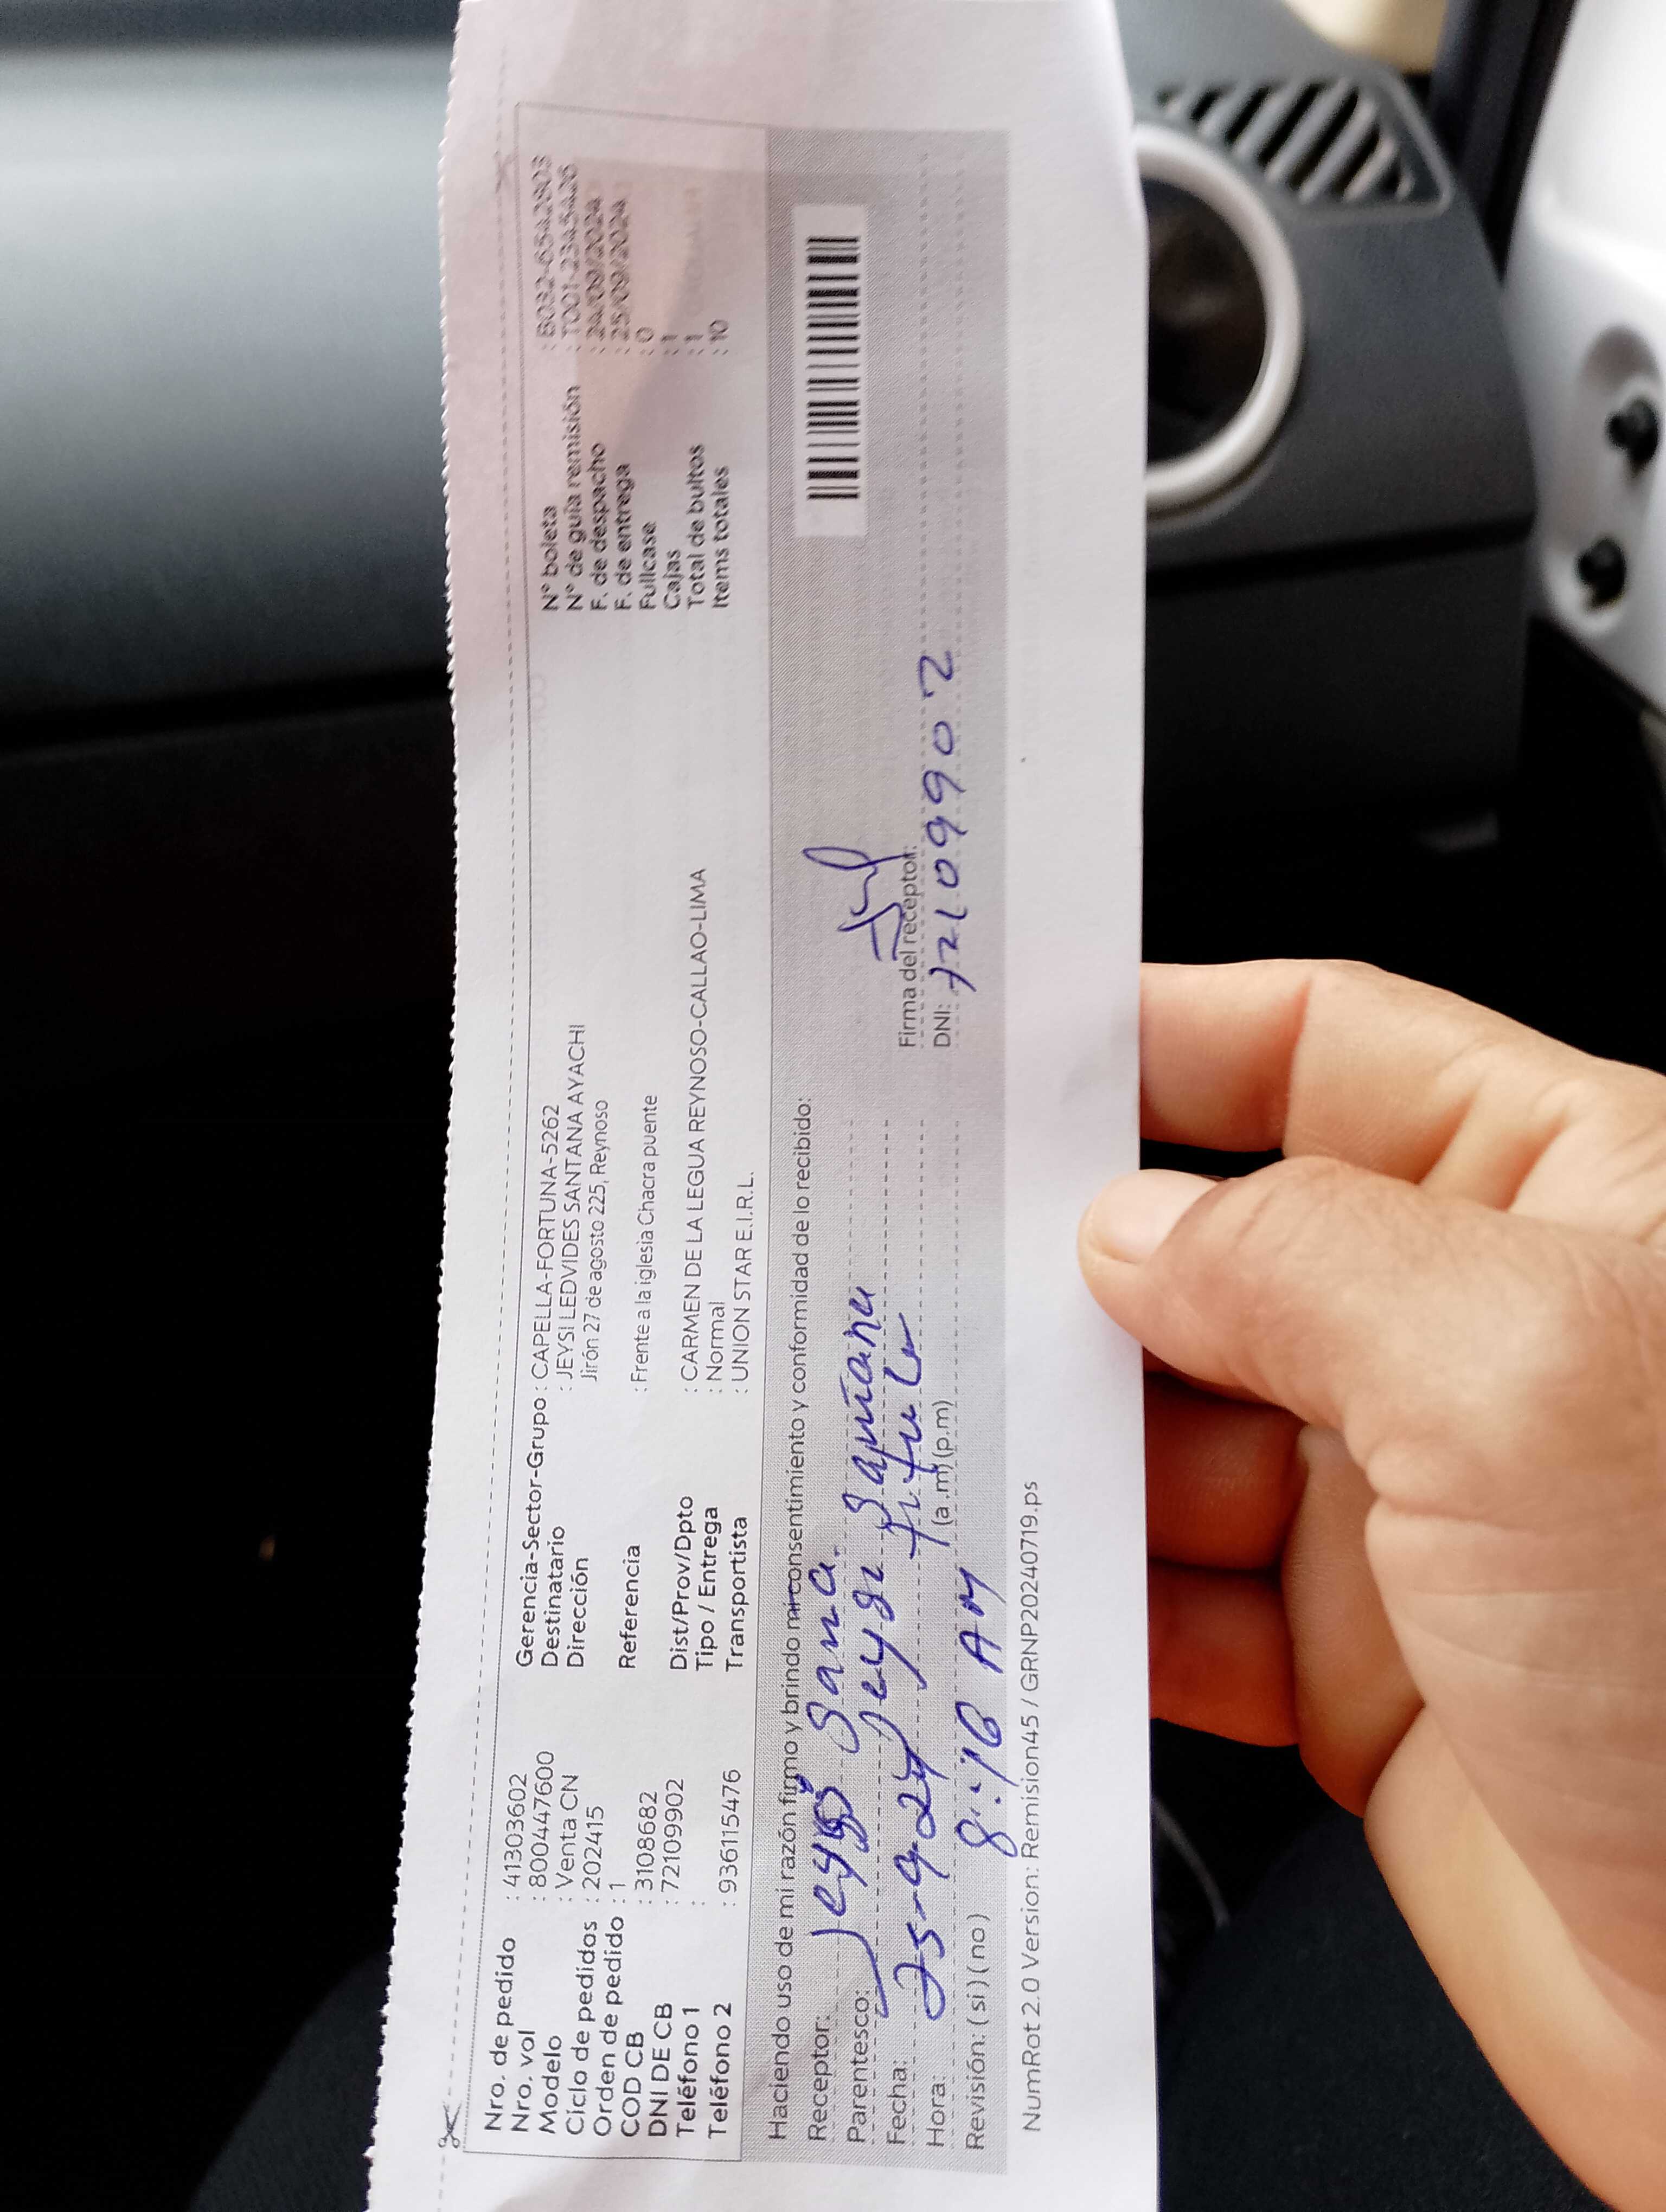 Nro. de pedido : 41303602
Nro. vol : 8000447600
Modelo : Venta CN
Ciclo de pedidos : 202415
Orden de pedido : 1
COD CB : 3108682
DNI DE CB : 72109902
Teléfono 1 :
Teléfono 2 : 936115476
Gerencia-Sector-Grupo : CAPELLA-FORTUNA-5262
Destinatario : JEYSI LEDVIDES SANTANA AYACHI
Dirección Jirón 27 de agosto 225, Reynoso
Referencia : Frente a la iglesia Chacra puente
Dist/Prov/Dpto : CARMEN DE LA LEGUA REYNOSO-CALLAO-LIMA
Tipo / Entrega : Normal
Transportista : UNION STAR E.I.R.L.
N° boleta : B032-6542803
N° de guía remisión : T001-2345426
F. de despacho : 24/09/2024
F. de entrega : 25/09/2024
Fullcase : 0
Cajas : 1
Total de bultos : 1
Items totales : 10
Haciendo uso de mi razón firmo y brindo mi consentimiento y conformidad de lo recibido:
Receptor:
Parentesco:
Fecha: 25-9-24
Hora: 8:16 AM (a.m) (p.m)
Revisión: ( si ) ( no )
Firma del receptor:
DNI: 72109902
NumRot 2.0 Version: Remision45 / GRNP20240719.ps